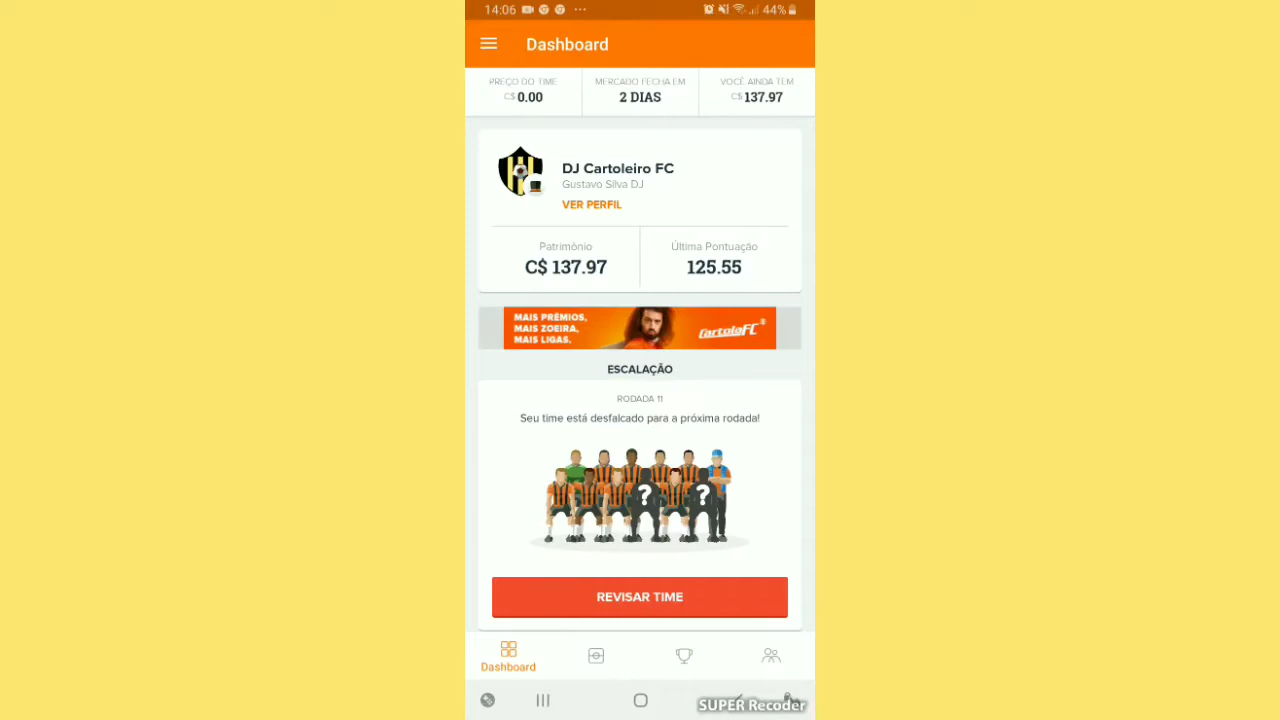 14:06
44%
Dashboard
PREÇO DO TIME
C$ 0.00
MERCADO FECHA EM
2 DIAS
VOCÊ AINDA TEM
C$ 137.97
DJ Cartoleiro FC
Gustavo Silva DJ
VER PERFIL
Patrimônio
C$ 137.97
Última Pontuação
125.55
MAIS PRÊMIOS,
MAIS ZOEIRA,
MAIS LIGAS.
CartolaFC
ESCALAÇÃO
RODADA 11
Seu time está desfalcado para a próxima rodada!
? ?
REVISAR TIME
Dashboard
SUPER Recoder